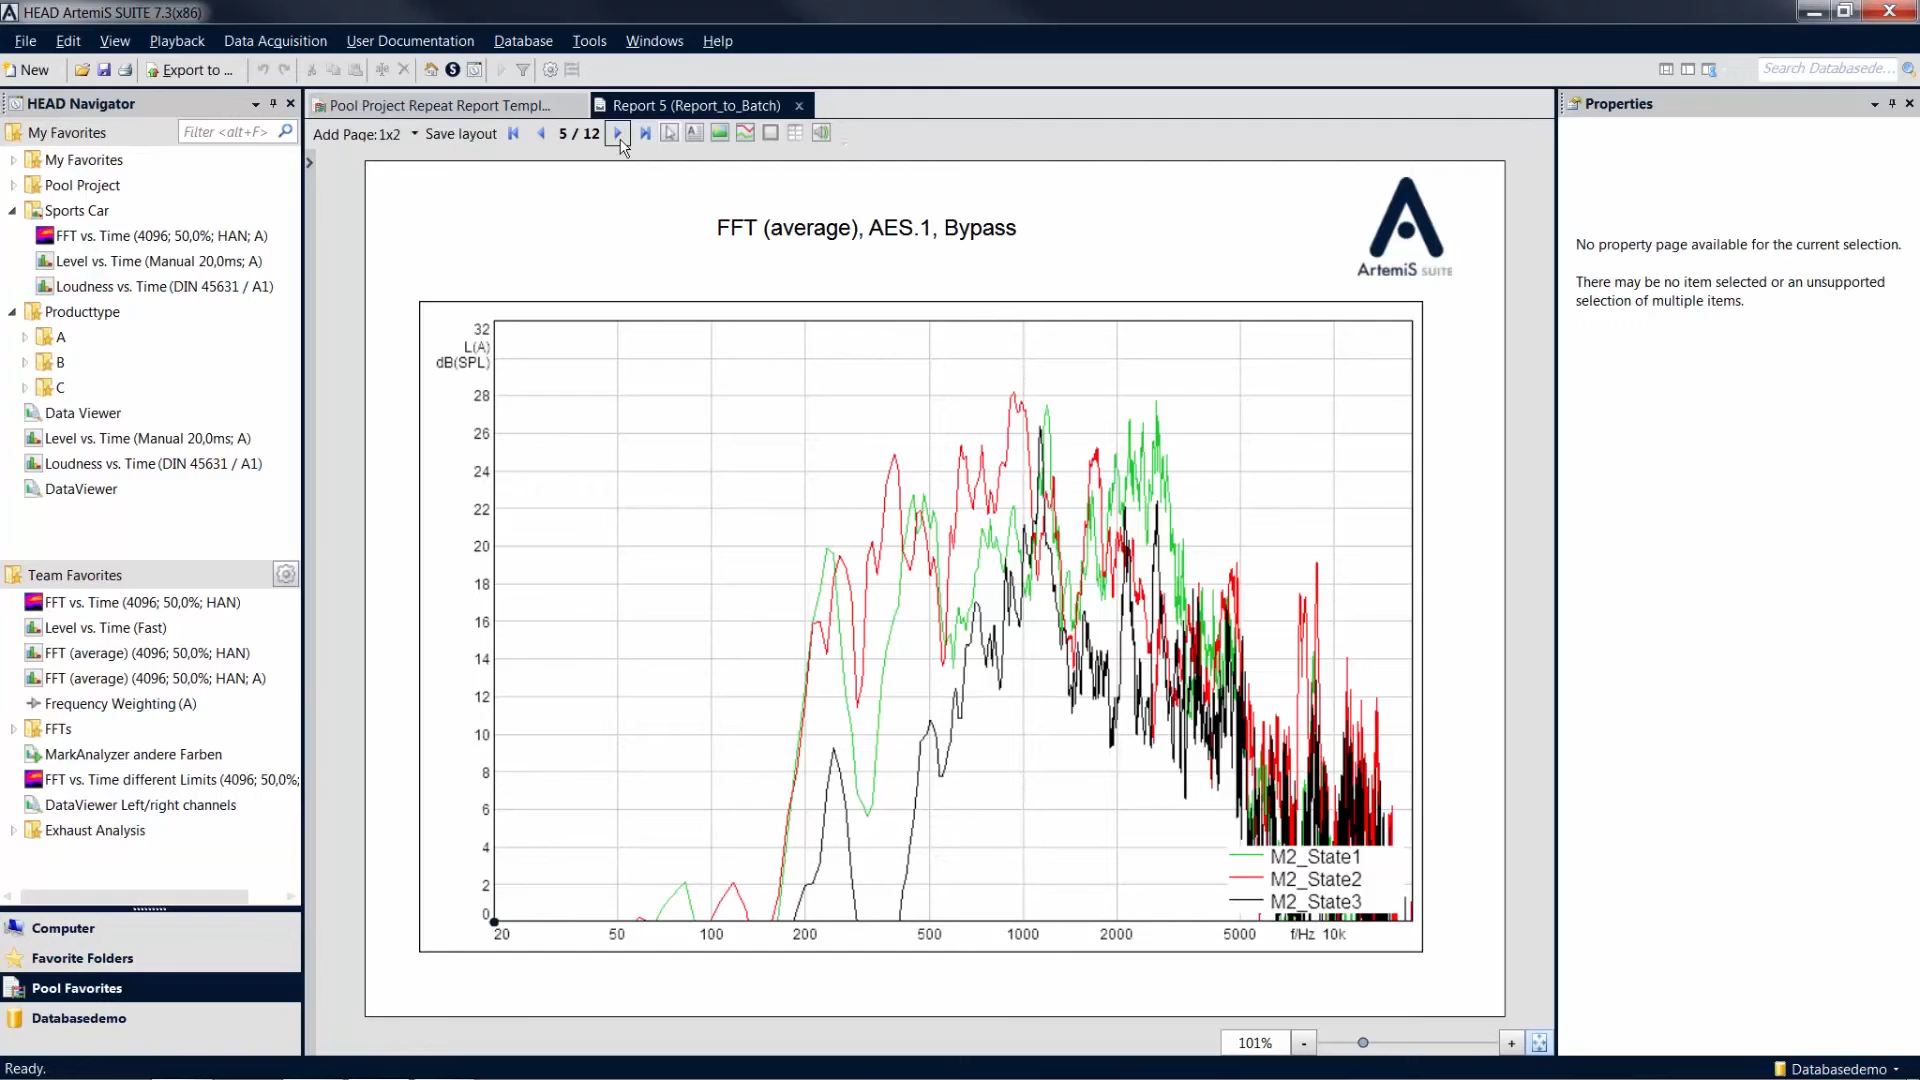 HEAD ArtemiS SUITE 7.3(x86)
File Edit View Playback Data Acquisition User Documentation Database Tools Windows Help
New Export to ... Search Databasede...
HEAD Navigator
My Favorites Filter <alt+F>
My Favorites
Pool Project
Sports Car
FFT vs. Time (4096; 50,0%; HAN; A)
Level vs. Time (Manual 20,0ms; A)
Loudness vs. Time (DIN 45631 / A1)
Producttype
A
B
C
Data Viewer
Level vs. Time (Manual 20,0ms; A)
Loudness vs. Time (DIN 45631 / A1)
DataViewer
Team Favorites
FFT vs. Time (4096; 50,0%; HAN)
Level vs. Time (Fast)
FFT (average) (4096; 50,0%; HAN)
FFT (average) (4096; 50,0%; HAN; A)
Frequency Weighting (A)
FFTs
MarkAnalyzer andere Farben
FFT vs. Time different Limits (4096; 50,0%;
DataViewer Left/right channels
Exhaust Analysis
Computer
Favorite Folders
Pool Favorites
Databasedemo
Pool Project Repeat Report Templ... Report 5 (Report_to_Batch)
Add Page:1x2 Save layout 5 / 12
FFT (average), AES.1, Bypass
ArtemiS SUITE
32
L(A)
dB(SPL)
28
26
24
22
20
18
16
14
12
10
8
6
4
2
0
M2_State1
M2_State2
M2_State3
20 50 100 200 500 1000 2000 5000 f/Hz 10k
101% - +
Properties
No property page available for the current selection.
There may be no item selected or an unsupported
selection of multiple items.
Ready. Databasedemo